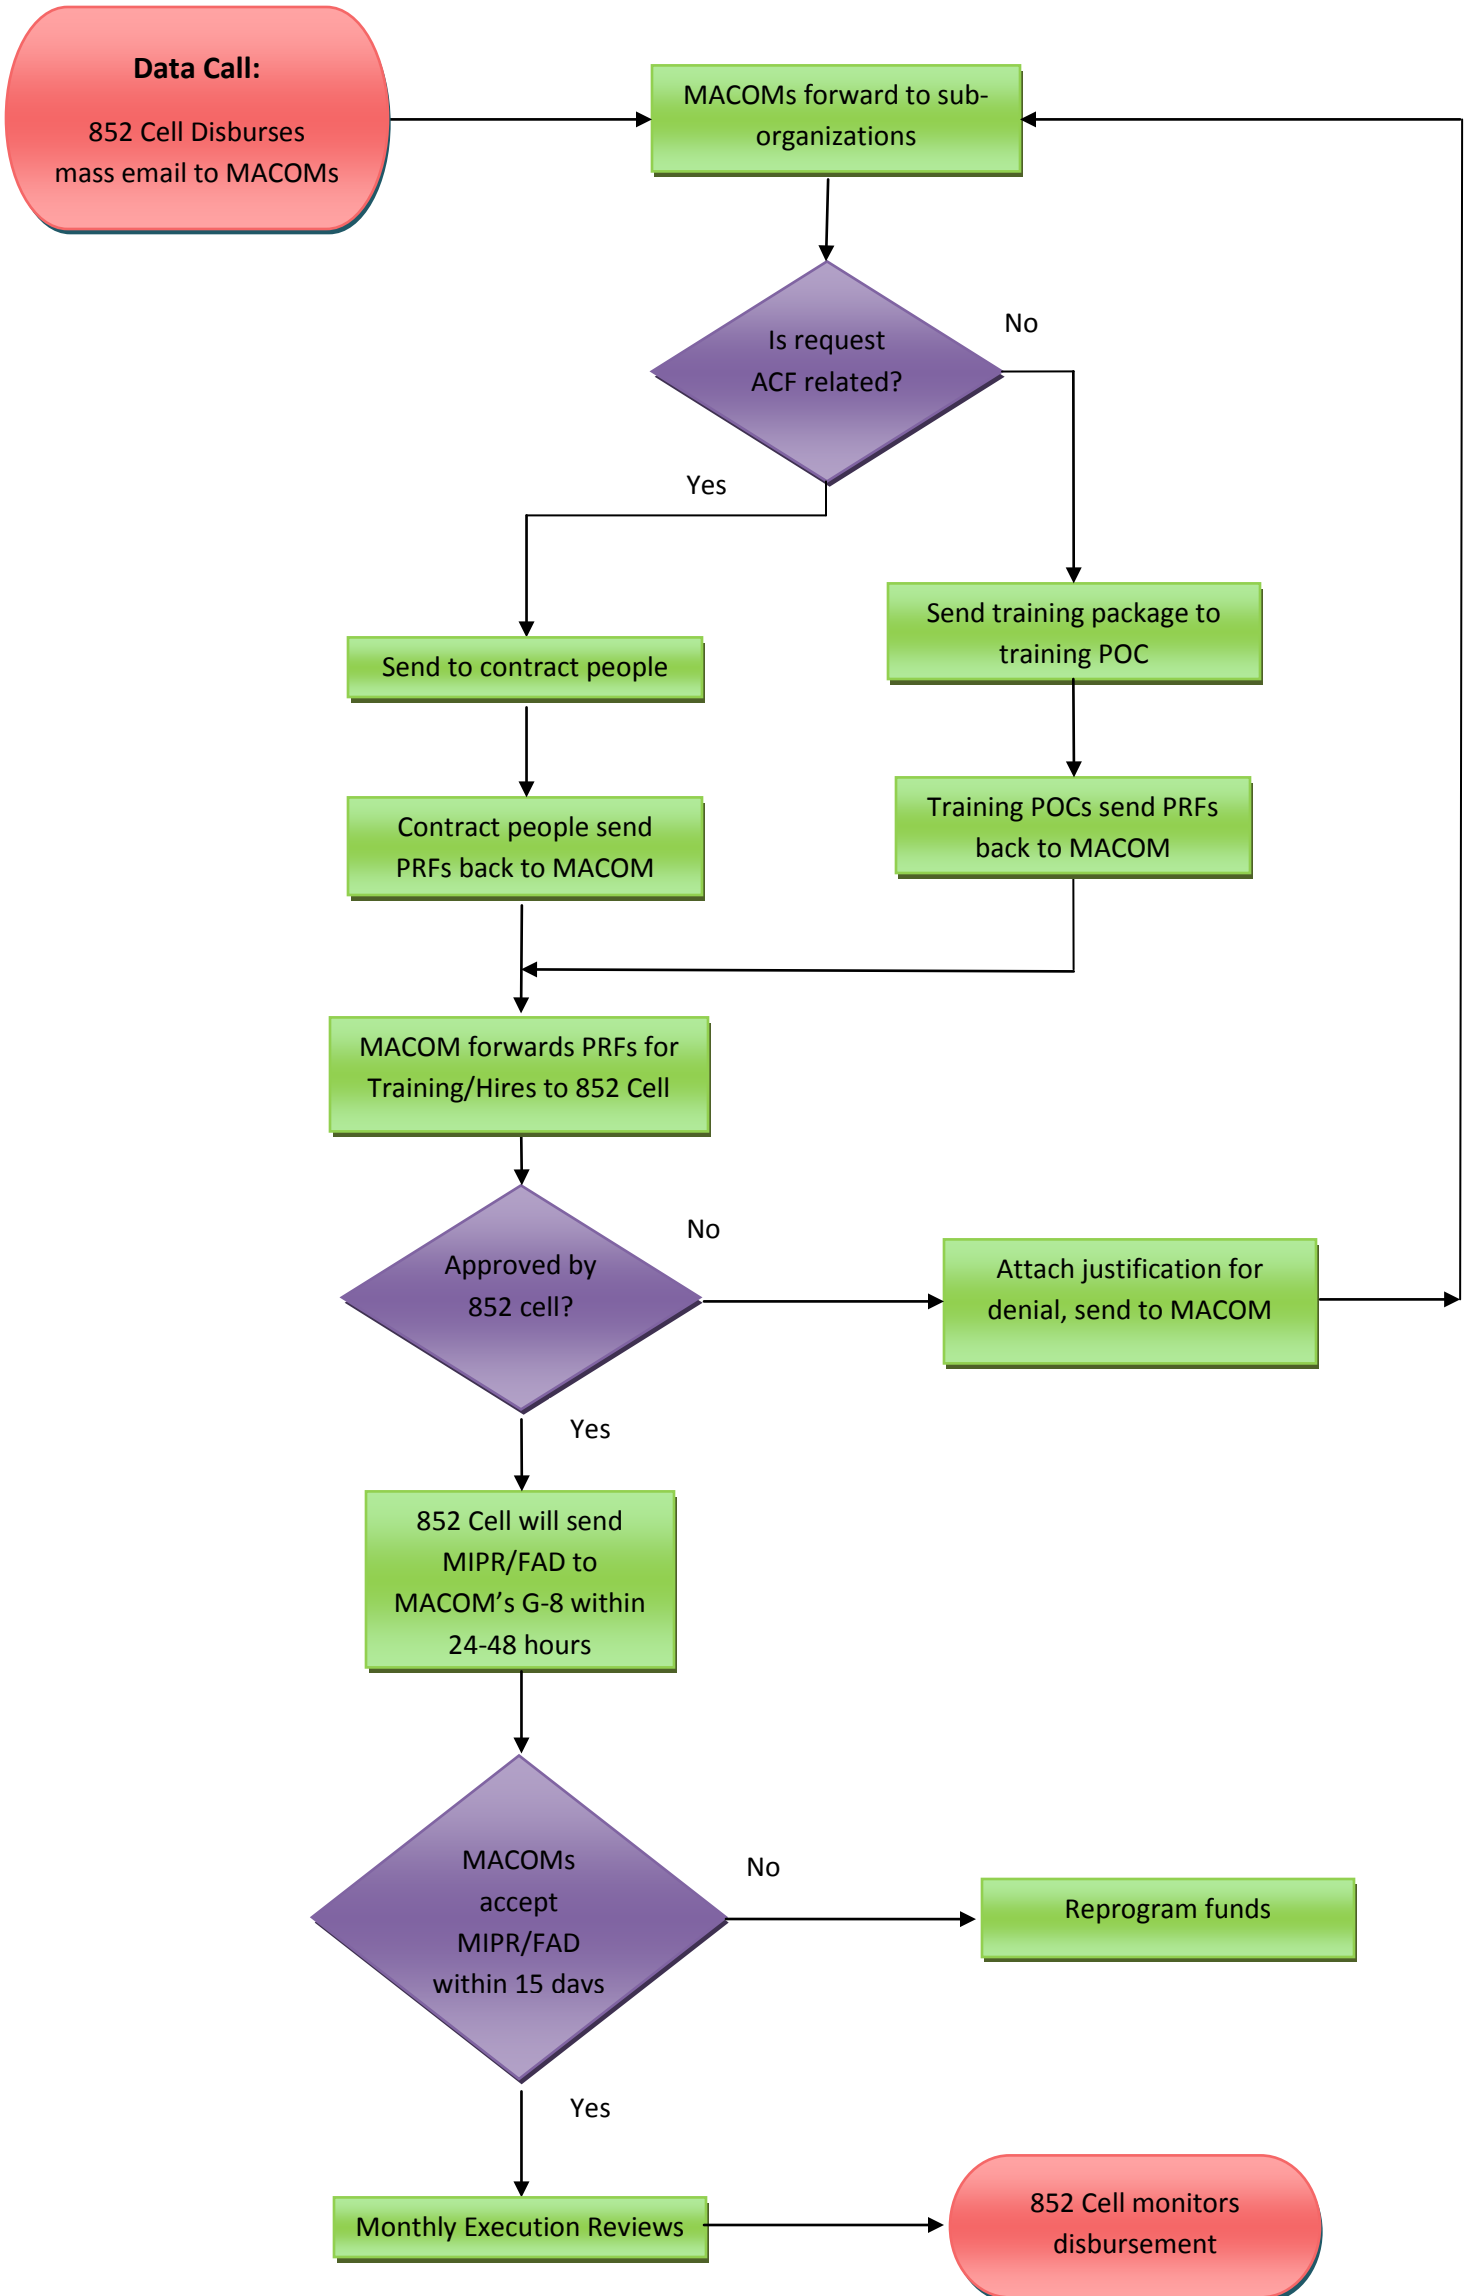 Data Call:
852 Cell Disburses
mass email to MACOMs
MACOMs forward to sub-
organizations
Is request
ACF related?
No
Yes
Send training package to
training POC
Send to contract people
Training POCs send PRFs
back to MACOM
Contract people send
PRFs back to MACOM
MACOM forwards PRFs for
Training/Hires to 852 Cell
Approved by
852 cell?
No
Attach justification for
denial, send to MACOM
Yes
852 Cell will send
MIPR/FAD to
MACOM’s G-8 within
24-48 hours
MACOMs
accept
MIPR/FAD
within 15 days
No
Reprogram funds
Yes
Monthly Execution Reviews
852 Cell monitors
disbursement